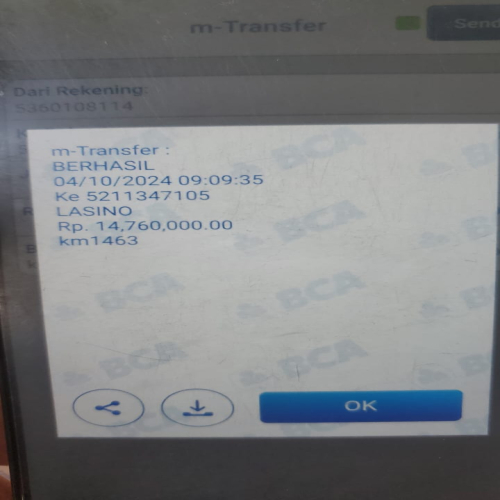 m-Transfer
Send
Dari Rekening:
5350108114
m-Transfer :
BERHASIL
04/10/2024 09:09:35
Ke 5211347105
LASINO
Rp. 14,760,000.00
km1463
BCA
BCA
BCA
BCA
BCA
OK